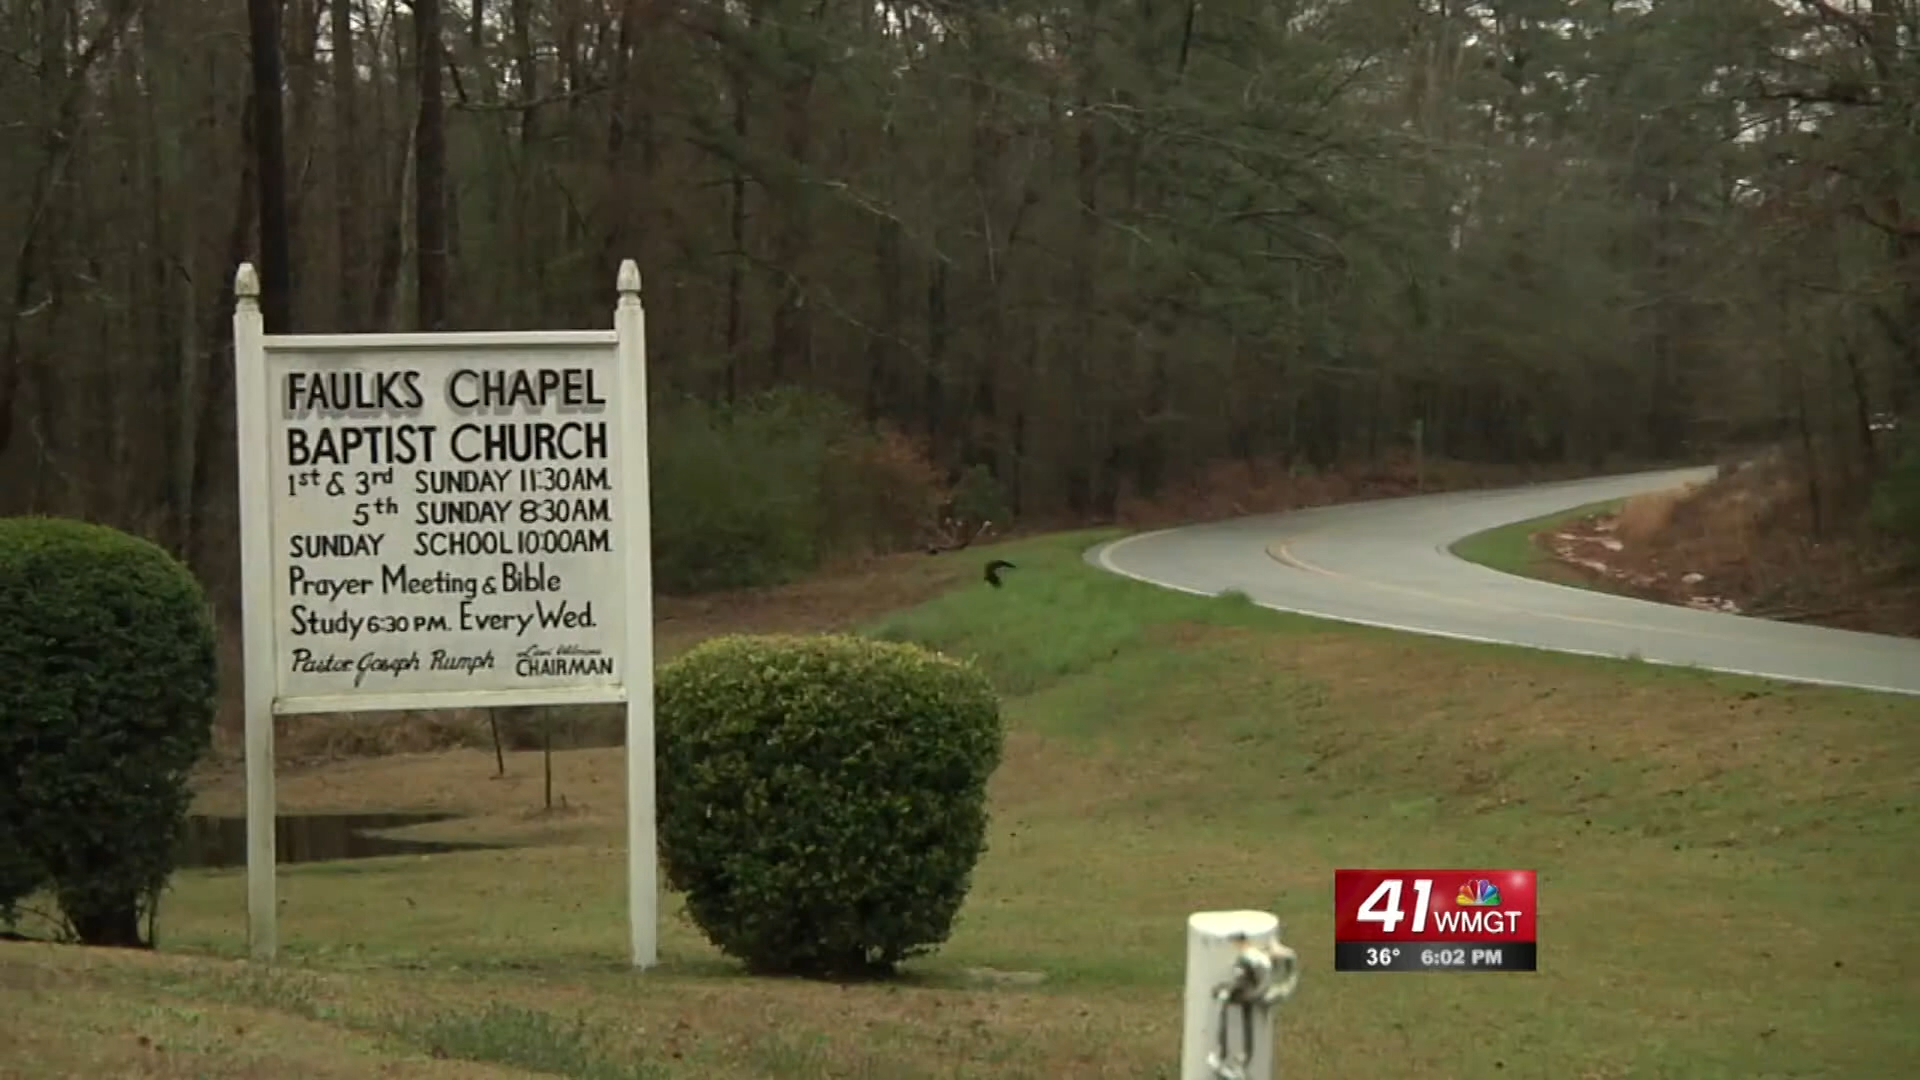 FAULKS CHAPEL
BAPTIST CHURCH
1st & 3rd SUNDAY 11:30AM.
5th SUNDAY 8:30AM.
SUNDAY SCHOOL 10:00AM.
Prayer Meeting & Bible
Study 6:30 PM. Every Wed.
Pastor Joseph Rumph
CHAIRMAN
41 WMGT
36° 6:02 PM